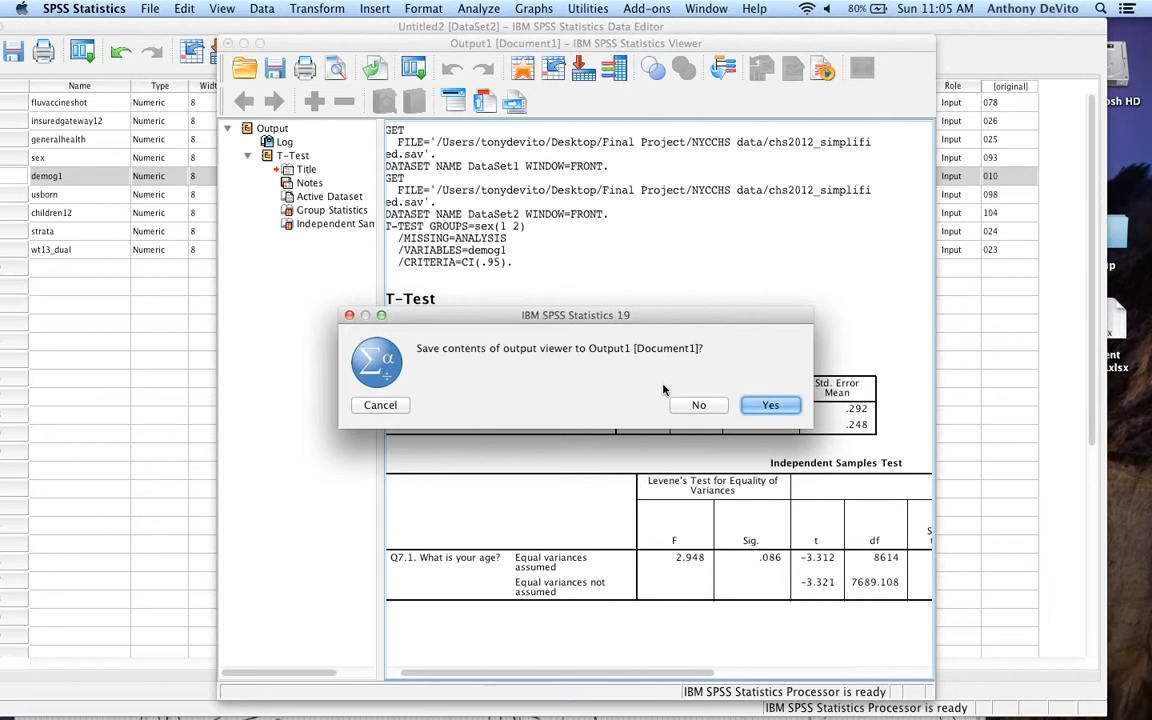 SPSS Statistics File Edit View Data Transform Insert Format Analyze Graphs Utilities Add-ons Window Help 80% Sun 11:05 AM Anthony DeVito
Untitled2 [DataSet2] — IBM SPSS Statistics Data Editor
Output1 [Document1] — IBM SPSS Statistics Viewer
Name Type Width Role [original]
fluvaccineshot Numeric 8 Input 078
insuredgateway12 Numeric 8 Input 026
generalhealth Numeric 8 Input 025
sex Numeric 8 Input 093
demog1 Numeric 8 Input 010
usborn Numeric 8 Input 098
children12 Numeric 8 Input 104
strata Numeric 8 Input 024
wt13_dual Numeric 8 Input 023
Output
Log
T-Test
Title
Notes
Active Dataset
Group Statistics
Independent Sam
GET
FILE='/Users/tonydevito/Desktop/Final Project/NYCCHS data/chs2012_simplifi
ed.sav'.
DATASET NAME DataSet1 WINDOW=FRONT.
GET
FILE='/Users/tonydevito/Desktop/Final Project/NYCCHS data/chs2012_simplifi
ed.sav'.
DATASET NAME DataSet2 WINDOW=FRONT.
T-TEST GROUPS=sex(1 2)
/MISSING=ANALYSIS
/VARIABLES=demog1
/CRITERIA=CI(.95).
T-Test
IBM SPSS Statistics 19
Save contents of output viewer to Output1 [Document1]?
Cancel No Yes
Std. Error
Mean
.292
.248
Independent Samples Test
Levene's Test for Equality of
Variances
F Sig. t df
Q7.1. What is your age? Equal variances
assumed 2.948 .086 -3.312 8614
Equal variances not
assumed -3.321 7689.108
IBM SPSS Statistics Processor is ready
IBM SPSS Statistics Processor is ready
osh HD
up
ent
.xlsx